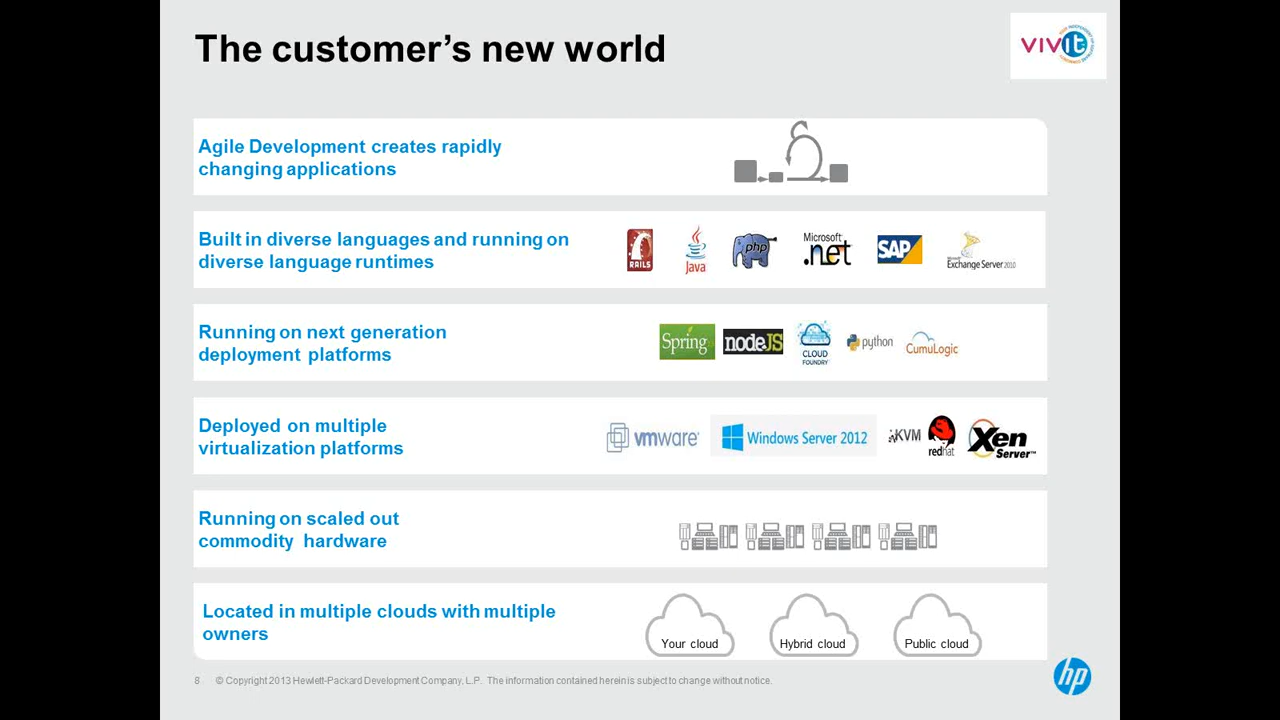 The customer's new world
vivit
Agile Development creates rapidly
changing applications
Built in diverse languages and running on
diverse language runtimes
RAILS
Java
php
Microsoft
.net
SAP
Microsoft
Exchange Server 2010
Running on next generation
deployment platforms
Spring
nodeJS
CLOUD
FOUNDRY
python
CumuLogic
Deployed on multiple
virtualization platforms
vmware
Windows Server 2012
KVM
redhat
Xen
Server™
Running on scaled out
commodity hardware
Located in multiple clouds with multiple
owners
Your cloud
Hybrid cloud
Public cloud
8
© Copyright 2013 Hewlett-Packard Development Company, L.P. The information contained herein is subject to change without notice.
hp